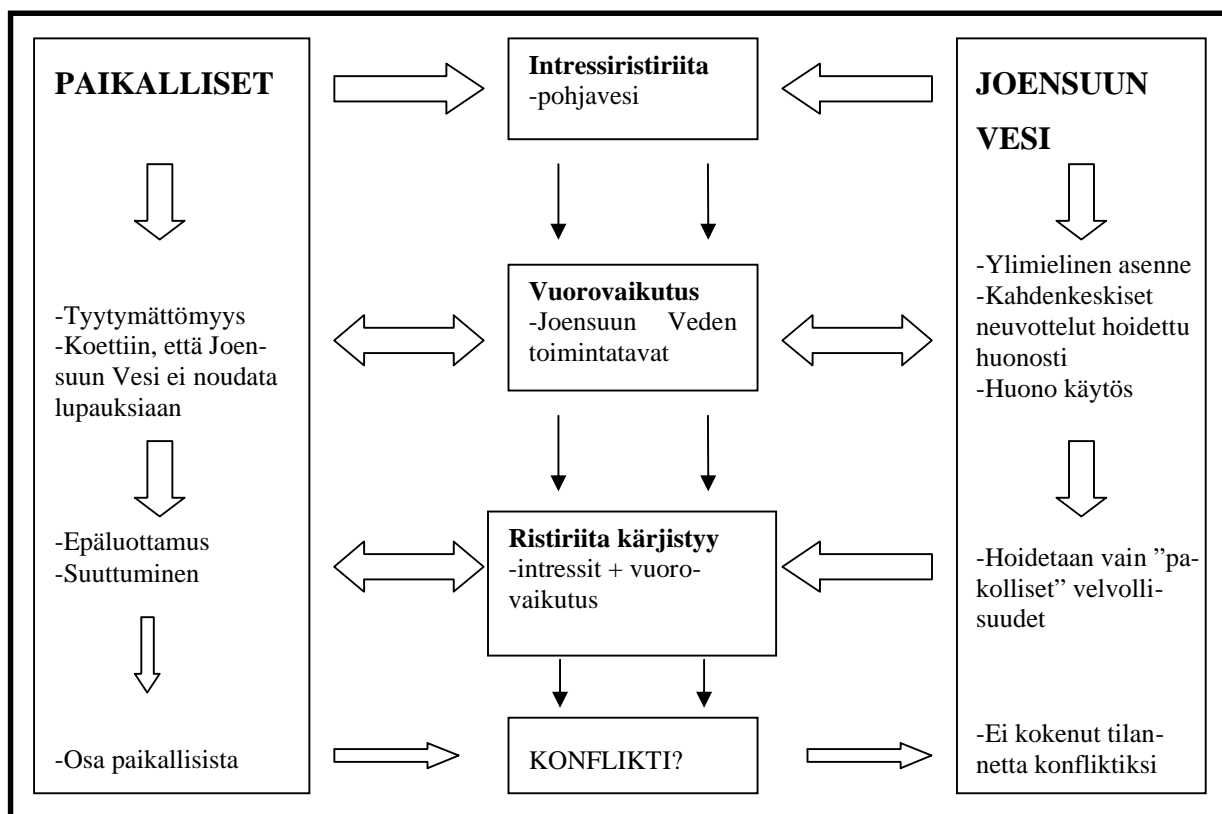 PAIKALLISET
-Tyytymättömyys
-Koettiin, että Joen-
suun Vesi ei noudata
lupauksiaan
-Epäluottamus
-Suuttuminen
-Osa paikallisista
Intressiristiriita
-pohjavesi
Vuorovaikutus
-Joensuun Veden
toimintatavat
Ristiriita kärjistyy
-intressit + vuoro-
vaikutus
KONFLIKTI?
JOENSUUN
VESI
-Ylimielinen asenne
-Kahdenkeskiset
neuvottelut hoidettu
huonosti
-Huono käytös
-Hoidetaan vain ”pa-
kolliset” velvolli-
suudet
-Ei kokenut tilan-
netta konfliktiksi